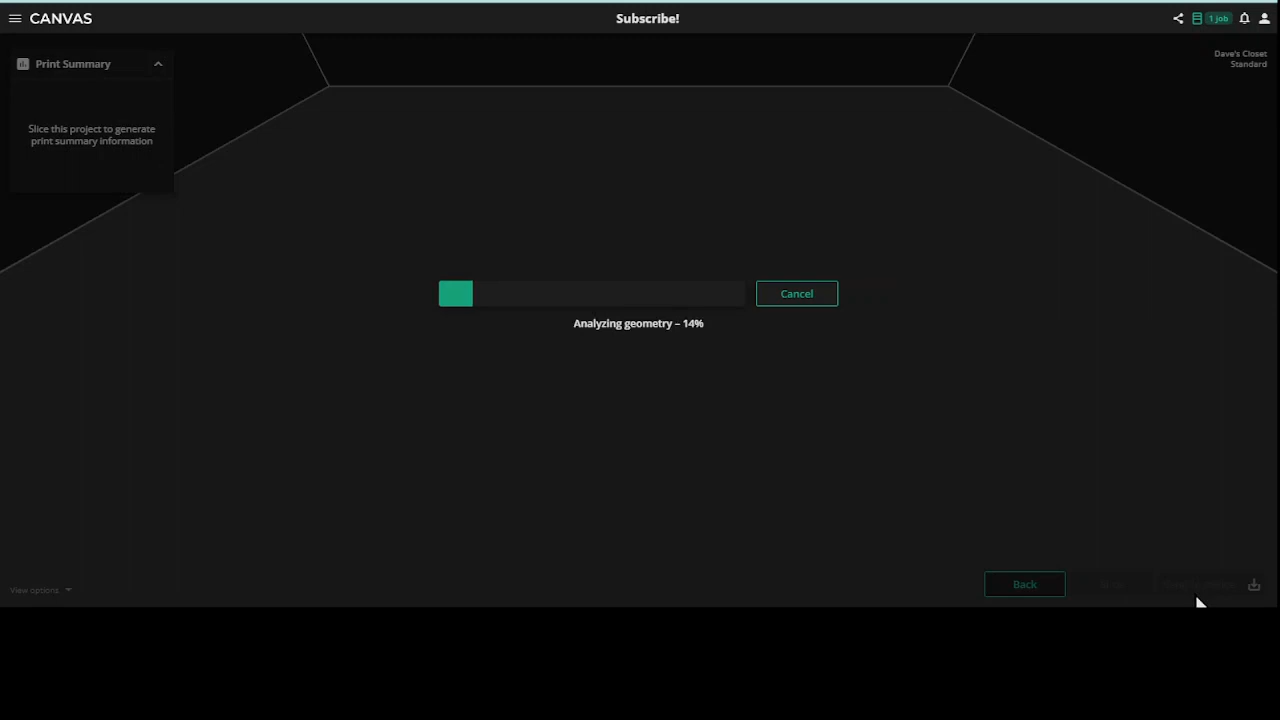 CANVAS
Subscribe!
1 job
Print Summary
Dave's Closet
Standard
Slice this project to generate
print summary information
Cancel
Analyzing geometry – 14%
View options
Back